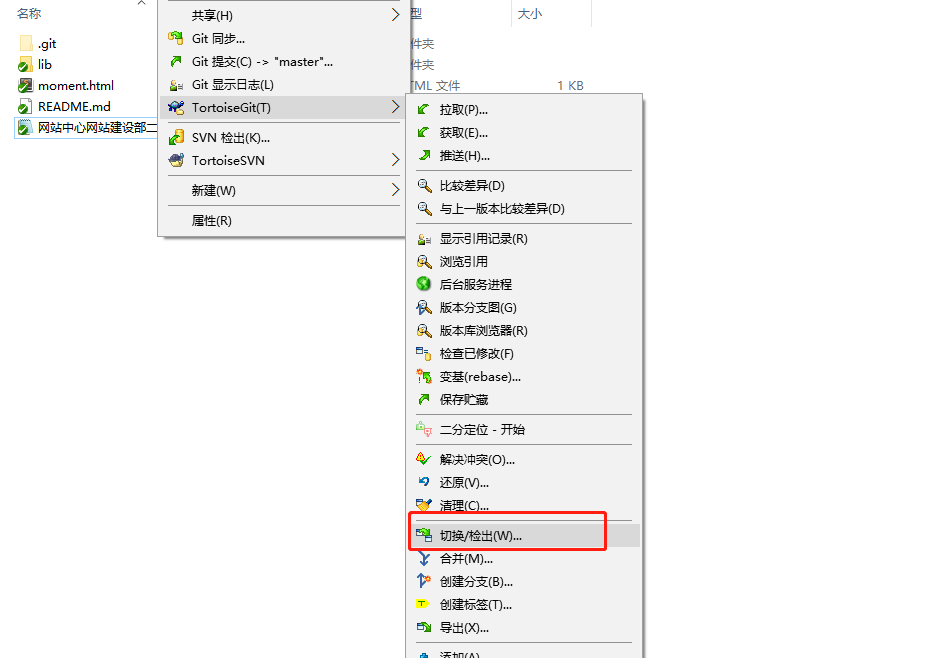 名称
型
大小
.git
件夹
lib
件夹
moment.html
TML 文件
1 KB
README.md
网站中心网站建设部二
共享(H)
Git 同步...
Git 提交(C) -> "master"...
Git 显示日志(L)
TortoiseGit(T)
SVN 检出(K)...
TortoiseSVN
新建(W)
属性(R)
拉取(P)...
获取(E)...
推送(H)...
比较差异(D)
与上一版本比较差异(D)
显示引用记录(R)
浏览引用
后台服务进程
版本分支图(G)
版本库浏览器(R)
检查已修改(F)
变基(rebase)...
保存贮藏
二分定位 - 开始
解决冲突(O)...
还原(V)...
清理(C)...
切换/检出(W)...
合并(M)...
创建分支(B)...
创建标签(T)...
导出(X)...
添加(A)